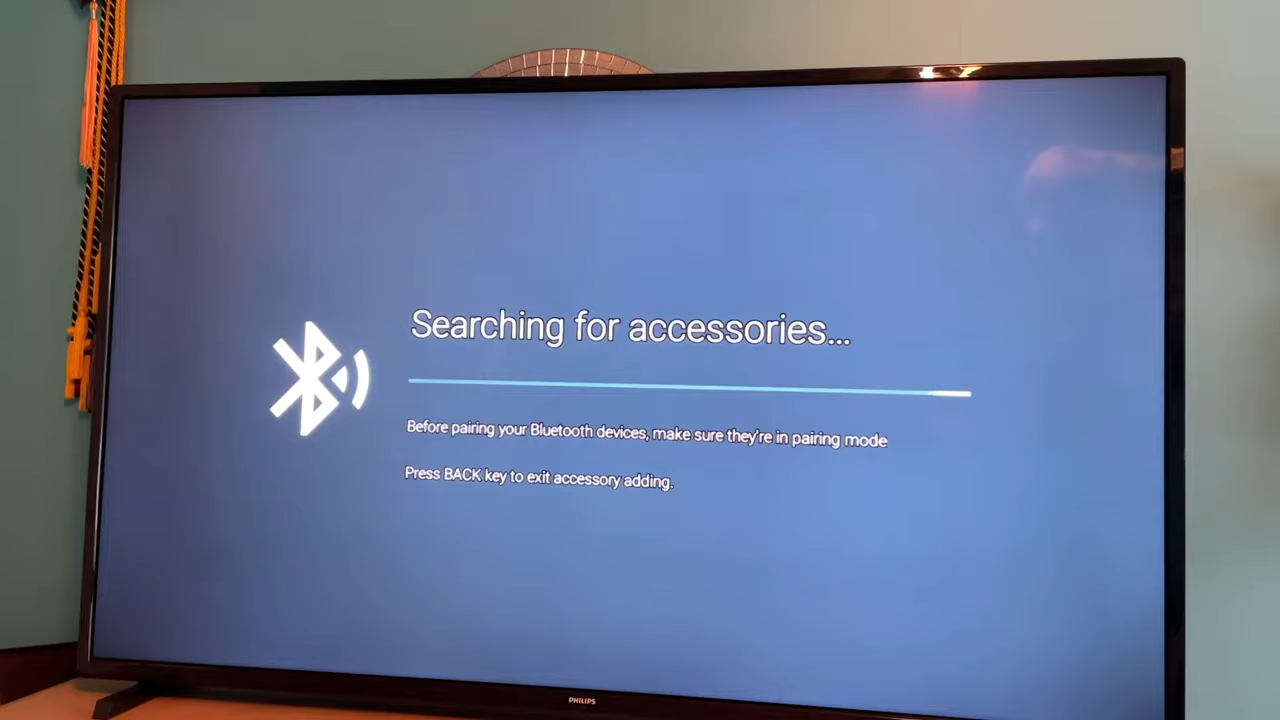 Searching for accessories...
Before pairing your Bluetooth devices, make sure they're in pairing mode
Press BACK key to exit accessory adding.
PHILIPS